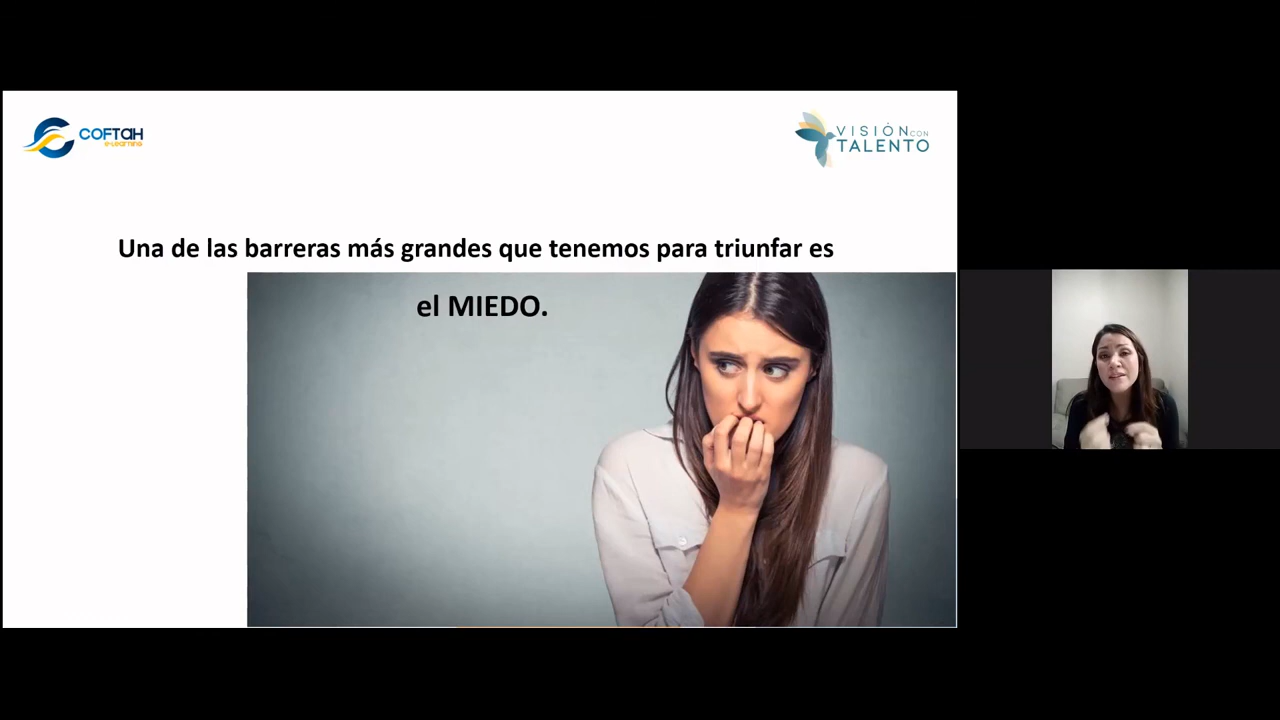 COFTAH
e-Learning
VISIÓN CON
TALENTO
Una de las barreras más grandes que tenemos para triunfar es
el MIEDO.